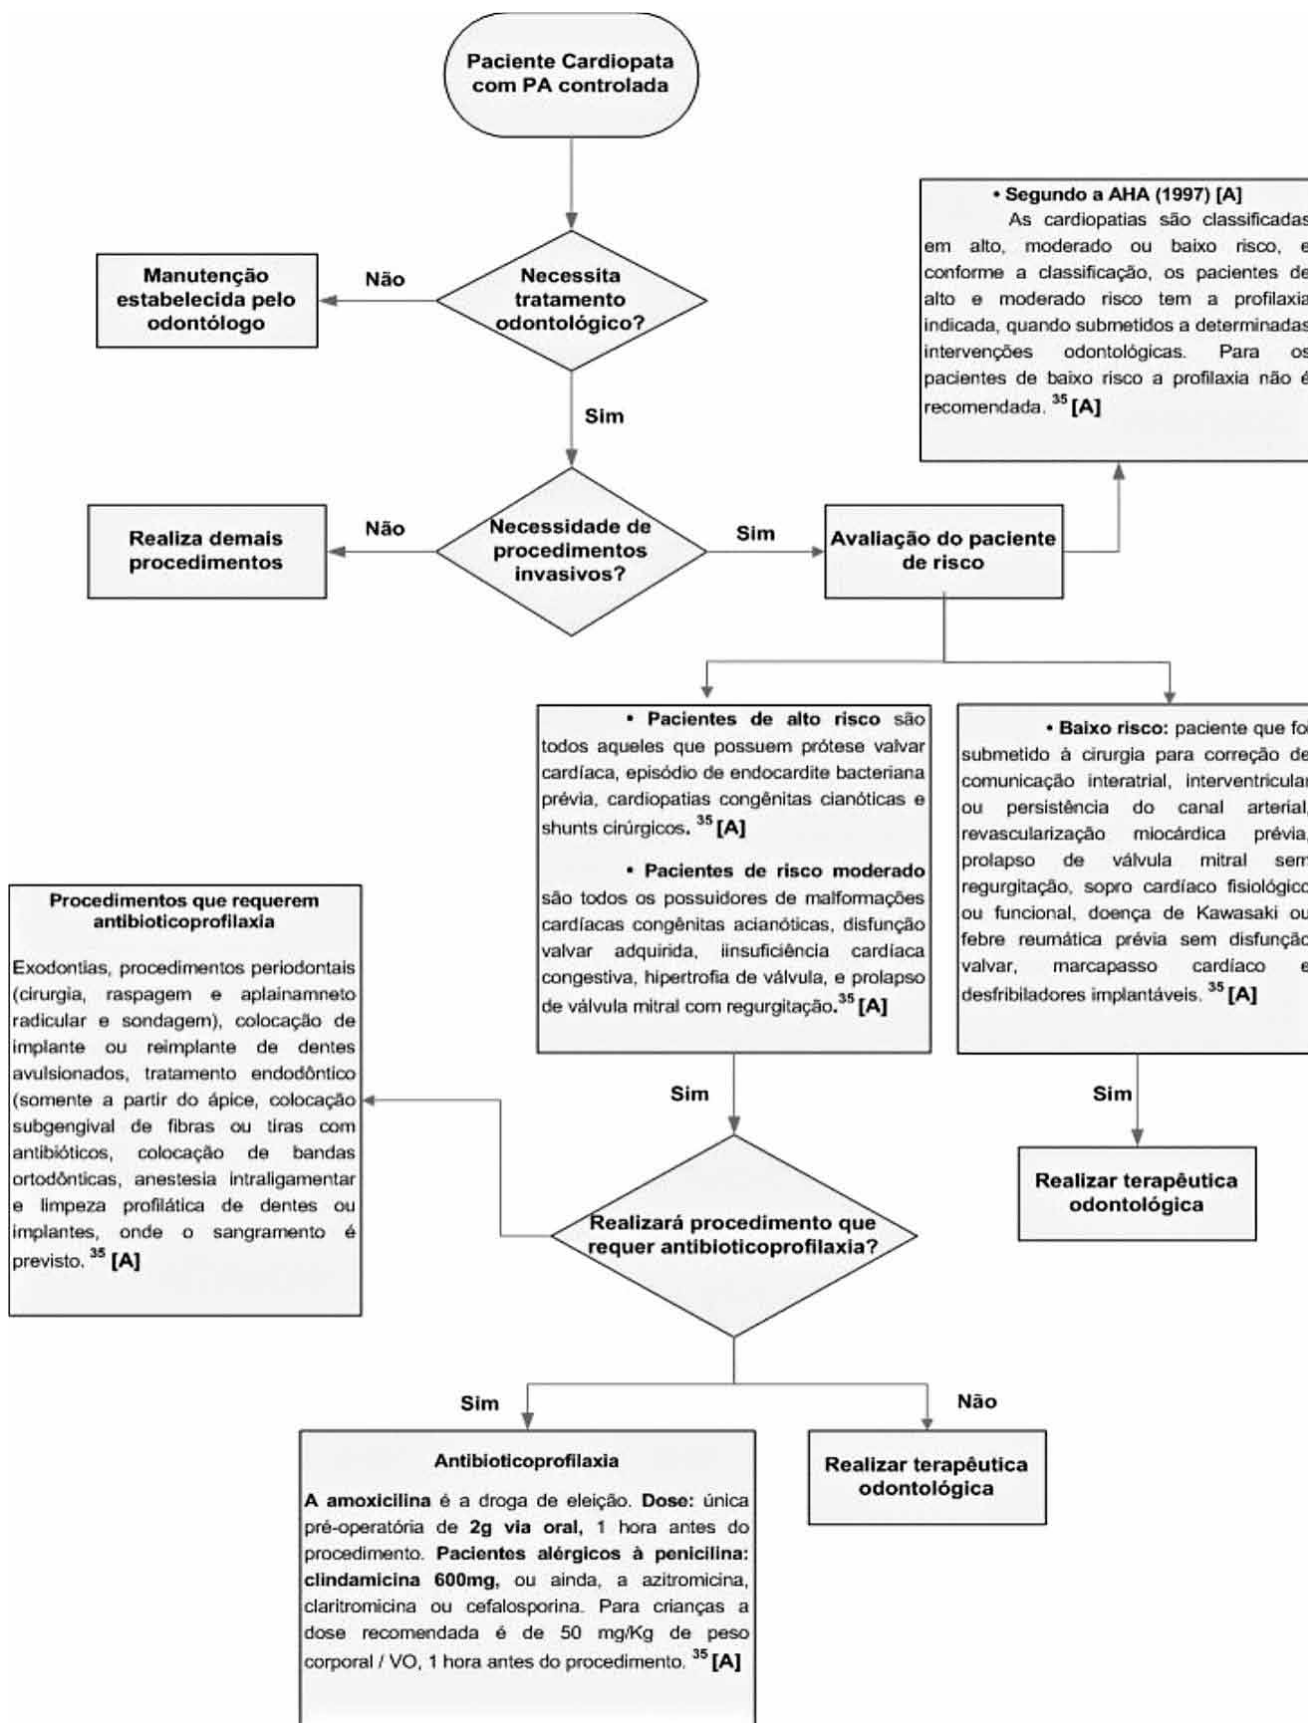 Paciente Cardiopata
com PA controlada
• Segundo a AHA (1997) [A]
As cardiopatias são classificadas
em alto, moderado ou baixo risco, e
conforme a classificação, os pacientes de
alto e moderado risco tem a profilaxia
indicada, quando submetidos a determinadas
intervenções odontológicas. Para os
pacientes de baixo risco a profilaxia não é
recomendada. 35 [A]
Manutenção
estabelecida pelo
odontólogo
Não
Necessita
tratamento
odontológico?
Sim
Realiza demais
procedimentos
Não
Necessidade de
procedimentos
invasivos?
Sim
Avaliação do paciente
de risco
• Pacientes de alto risco são
todos aqueles que possuem prótese valvar
cardíaca, episódio de endocardite bacteriana
prévia, cardiopatias congênitas cianóticas e
shunts cirúrgicos. 35 [A]
• Pacientes de risco moderado
são todos os possuidores de malformações
cardíacas congênitas acianóticas, disfunção
valvar adquirida, iinsuficiência cardíaca
congestiva, hipertrofia de válvula, e prolapso
de válvula mitral com regurgitação.35 [A]
• Baixo risco: paciente que foi
submetido à cirurgia para correção de
comunicação interatrial, interventricular
ou persistência do canal arterial,
revascularização miocárdica prévia,
prolapso de válvula mitral sem
regurgitação, sopro cardíaco fisiológico
ou funcional, doença de Kawasaki ou
febre reumática prévia sem disfunção
valvar, marcapasso cardíaco e
desfribiladores implantáveis. 35 [A]
Procedimentos que requerem
antibioticoprofilaxia
Exodontias, procedimentos periodontais
(cirurgia, raspagem e aplainamneto
radicular e sondagem), colocação de
implante ou reimplante de dentes
avulsionados, tratamento endodôntico
(somente a partir do ápice, colocação
subgengival de fibras ou tiras com
antibióticos, colocação de bandas
ortodônticas, anestesia intraligamentar
e limpeza profilática de dentes ou
implantes, onde o sangramento é
previsto. 35 [A]
Sim
Sim
Realizará procedimento que
requer antibioticoprofilaxia?
Realizar terapêutica
odontológica
Sim
Não
Antibioticoprofilaxia
A amoxicilina é a droga de eleição. Dose: única
pré-operatória de 2g via oral, 1 hora antes do
procedimento. Pacientes alérgicos à penicilina:
clindamicina 600mg, ou ainda, a azitromicina,
claritromicina ou cefalosporina. Para crianças a
dose recomendada é de 50 mg/Kg de peso
corporal / VO, 1 hora antes do procedimento. 35 [A]
Realizar terapêutica
odontológica